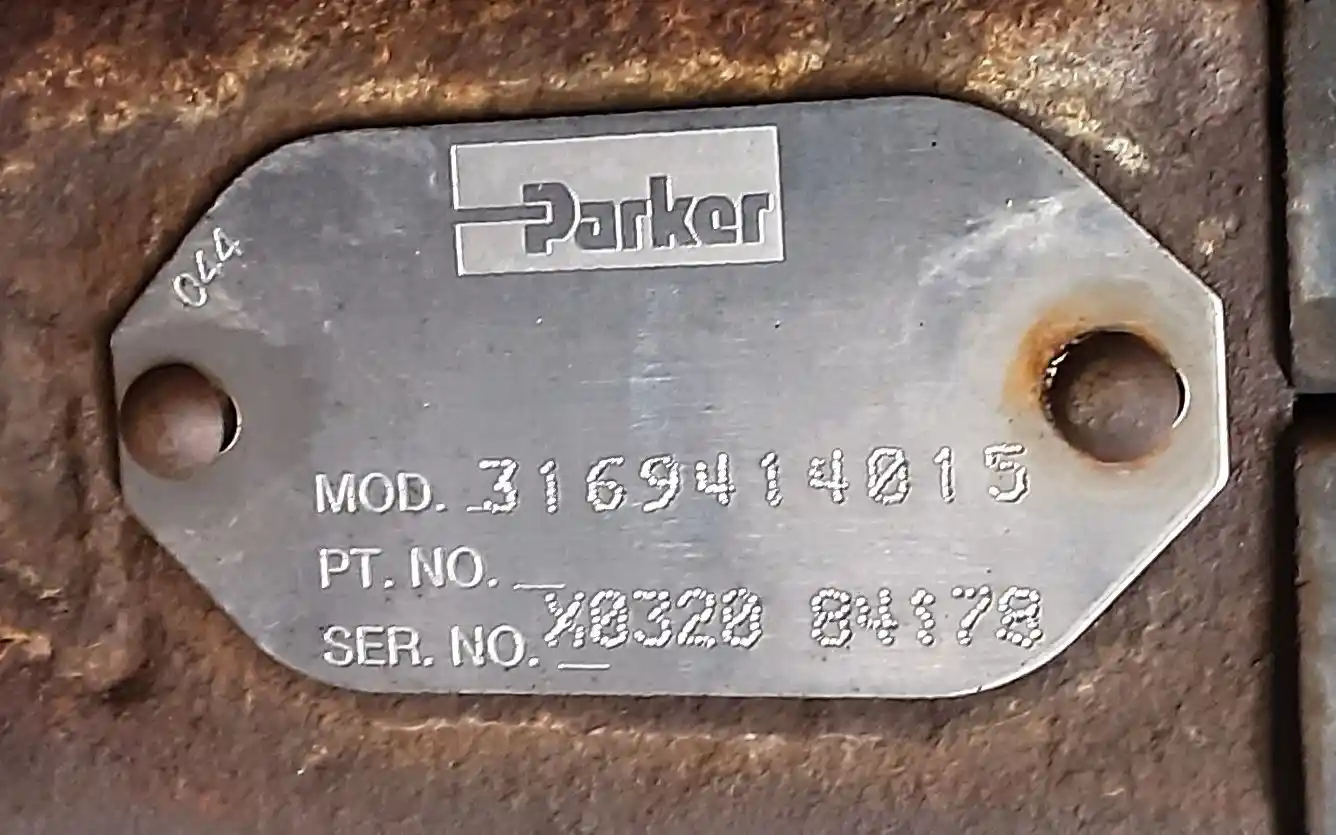 Parker
044
MOD. 3169414015
PT. NO.
SER. NO. X0320 84178